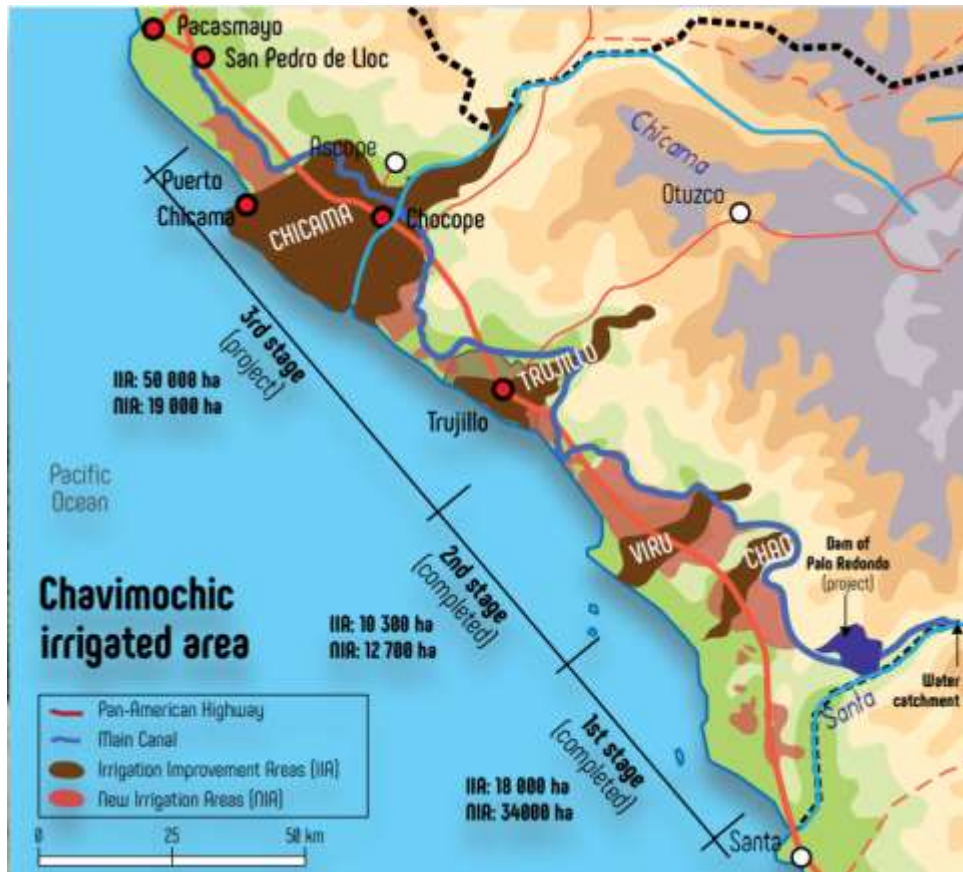 Pacasmayo
San Pedro de Lloc
Ascope
Chicama
Otuzco
Puerto
Chicama
CHICAMA
Chocope
3rd stage
(project)
IIA: 50 000 ha
NIA: 19 000 ha
TRUJILLO
Trujillo
Pacific
Ocean
VIRU
CHAO
Dam of
Palo Redondo
(project)
2nd stage
(completed)
Chavimochic
irrigated area
IIA: 10 300 ha
NIA: 12 700 ha
Santa
Water
catchment
Pan-American Highway
Main Canal
Irrigation Improvement Areas (IIA)
New Irrigation Areas (NIA)
1st stage
(completed)
IIA: 18 000 ha
NIA: 34000 ha
0 25 50 km
Santa